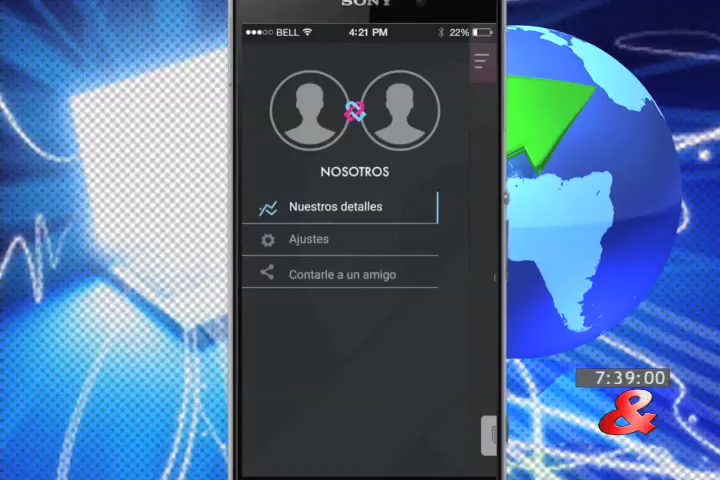 SONY
BELL 4:21 PM 22%
NOSOTROS
Nuestros detalles
Ajustes
Contarle a un amigo
7:39:00
&